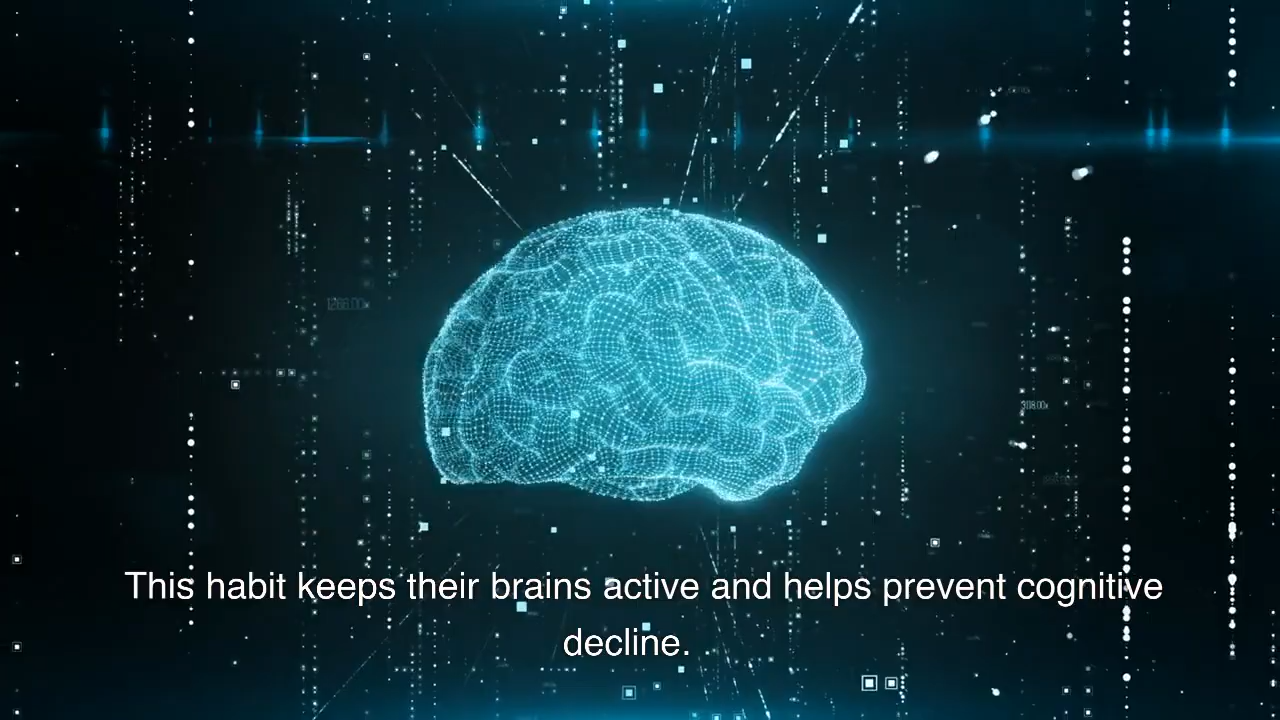 This habit keeps their brains active and helps prevent cognitive
decline.